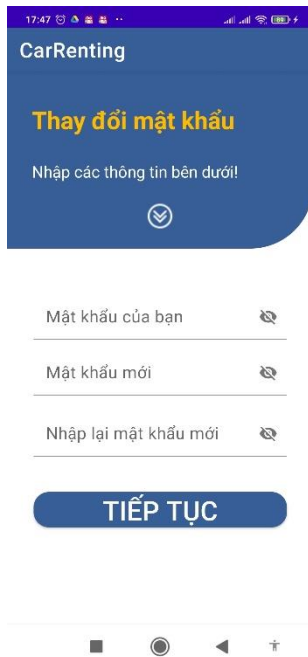 17:47
CarRenting
Thay đổi mật khẩu
Nhập các thông tin bên dưới!
Mật khẩu của bạn
Mật khẩu mới
Nhập lại mật khẩu mới
TIẾP TỤC